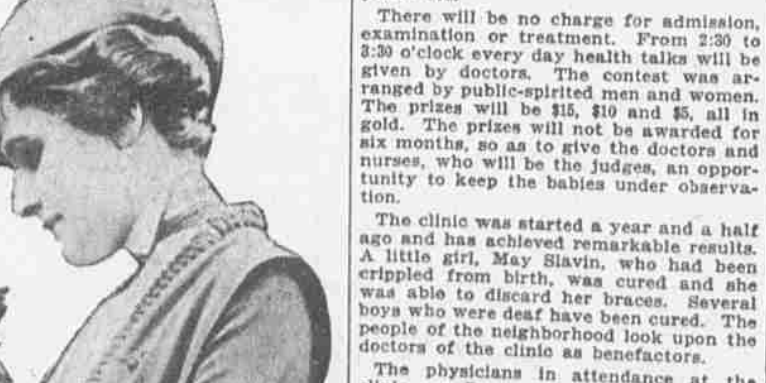 There will be no charge for admission,
examination or treatment. From 2:30 to
3:30 o'clock every day health talks will be
given by doctors. The contest was ar-
ranged by public-spirited men and women.
The prizes will be $15, $10 and $5, all in
gold. The prizes will not be awarded for
six months, so as to give the doctors and
nurses, who will be the judges, an oppor-
tunity to keep the babies under observa-
tion.
The clinic was started a year and a half
ago and has achieved remarkable results.
A little girl, May Slavin, who had been
crippled from birth, was cured and she
was able to discard her braces. Several
boys who were deaf have been cured. The
people of the neighborhood look upon the
doctors of the clinic as benefactors.
The physicians in attendance at the